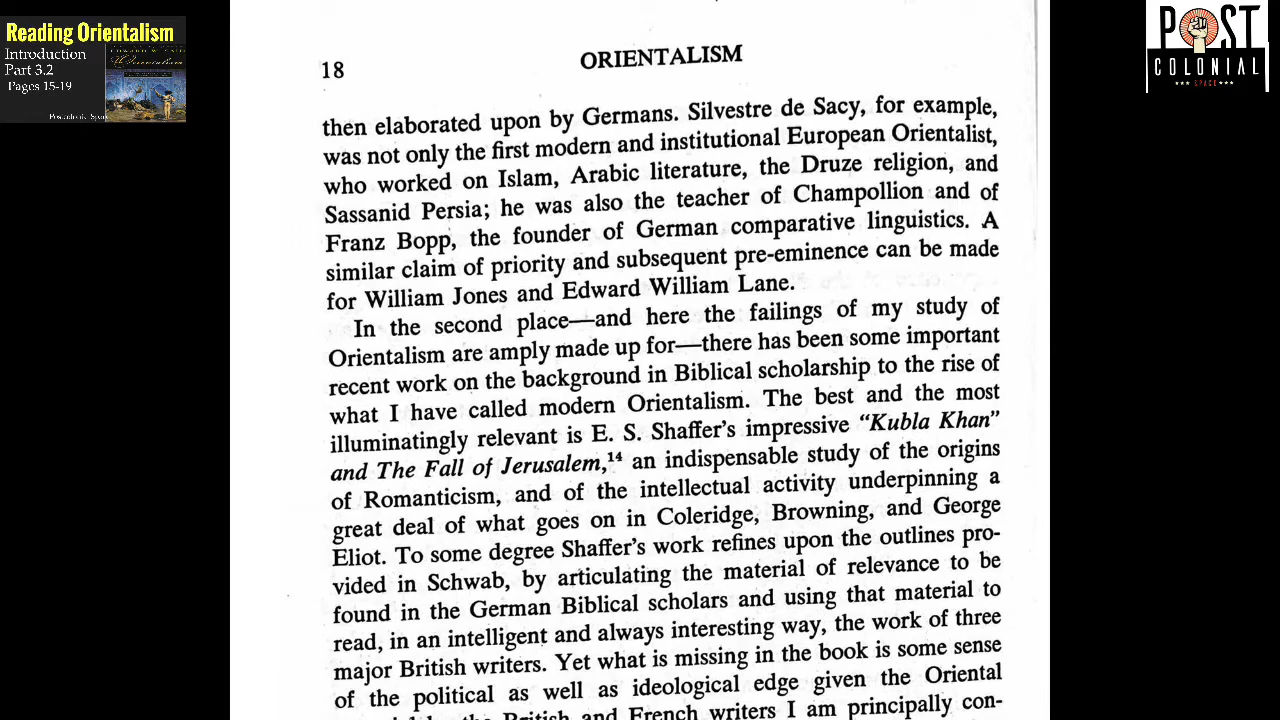 Reading Orientalism
Introduction
Part 3.2
Pages 15-19
Orientalism
POST
COLONIAL
SPACE
18
ORIENTALISM
then elaborated upon by Germans. Silvestre de Sacy, for example,
was not only the first modern and institutional European Orientalist,
who worked on Islam, Arabic literature, the Druze religion, and
Sassanid Persia; he was also the teacher of Champollion and of
Franz Bopp, the founder of German comparative linguistics. A
similar claim of priority and subsequent pre-eminence can be made
for William Jones and Edward William Lane.
In the second place—and here the failings of my study of
Orientalism are amply made up for—there has been some important
recent work on the background in Biblical scholarship to the rise of
what I have called modern Orientalism. The best and the most
illuminatingly relevant is E. S. Shaffer's impressive “Kubla Khan”
and The Fall of Jerusalem,¹⁴ an indispensable study of the origins
of Romanticism, and of the intellectual activity underpinning a
great deal of what goes on in Coleridge, Browning, and George
Eliot. To some degree Shaffer's work refines upon the outlines pro-
vided in Schwab, by articulating the material of relevance to be
found in the German Biblical scholars and using that material to
read, in an intelligent and always interesting way, the work of three
major British writers. Yet what is missing in the book is some sense
of the political as well as ideological edge given the Oriental
the British and French writers I am principally con-